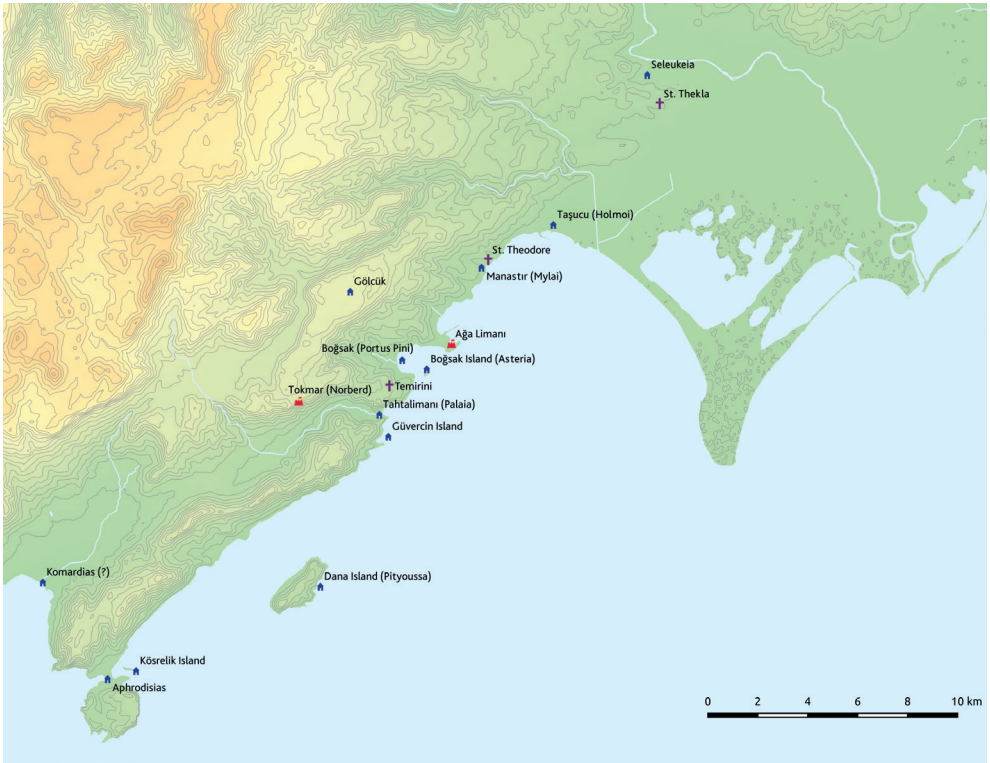 Seleukeia
St. Thekla
Taşucu (Holmoi)
St. Theodore
Manastır (Mylai)
Gölcük
Ağa Limanı
Boğsak (Portus Pini)
Boğsak Island (Asteria)
Temirini
Tokmar (Norberd)
Tahtalimanı (Palaia)
Güvercin Island
Komardias (?)
Dana Island (Pityoussa)
Kösrelik Island
Aphrodisias
0 2 4 6 8 10 km